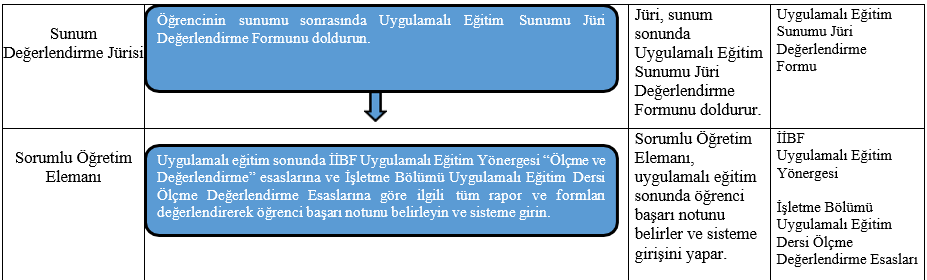 Sunum
Değerlendirme Jürisi
Öğrencinin sunumu sonrasında Uygulamalı Eğitim Sunumu Jüri
Değerlendirme Formunu doldurun.
Jüri, sunum
sonunda
Uygulamalı Eğitim
Sunumu Jüri
Değerlendirme
Formunu doldurur.
Uygulamalı Eğitim
Sunumu Jüri
Değerlendirme
Formu
Sorumlu Öğretim
Elemanı
Uygulamalı eğitim sonunda İİBF Uygulamalı Eğitim Yönergesi “Ölçme ve
Değerlendirme” esaslarına ve İşletme Bölümü Uygulamalı Eğitim Dersi
Ölçme Değerlendirme Esaslarına göre ilgili tüm rapor ve formları
değerlendirerek öğrenci başarı notunu belirleyin ve sisteme girin.
Sorumlu Öğretim
Elemanı,
uygulamalı eğitim
sonunda öğrenci
başarı notunu
belirler ve sisteme
girişini yapar.
İİBF
Uygulamalı Eğitim
Yönergesi
İşletme Bölümü
Uygulamalı Eğitim
Dersi Ölçme
Değerlendirme Esasları